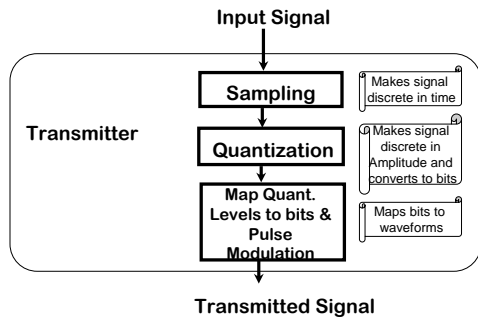 Input Signal
Sampling
Makes signal
discrete in time
Transmitter
Quantization
Makes signal
discrete in
Amplitude and
converts to bits
Map Quant.
Levels to bits &
Pulse
Modulation
Maps bits to
waveforms
Transmitted Signal